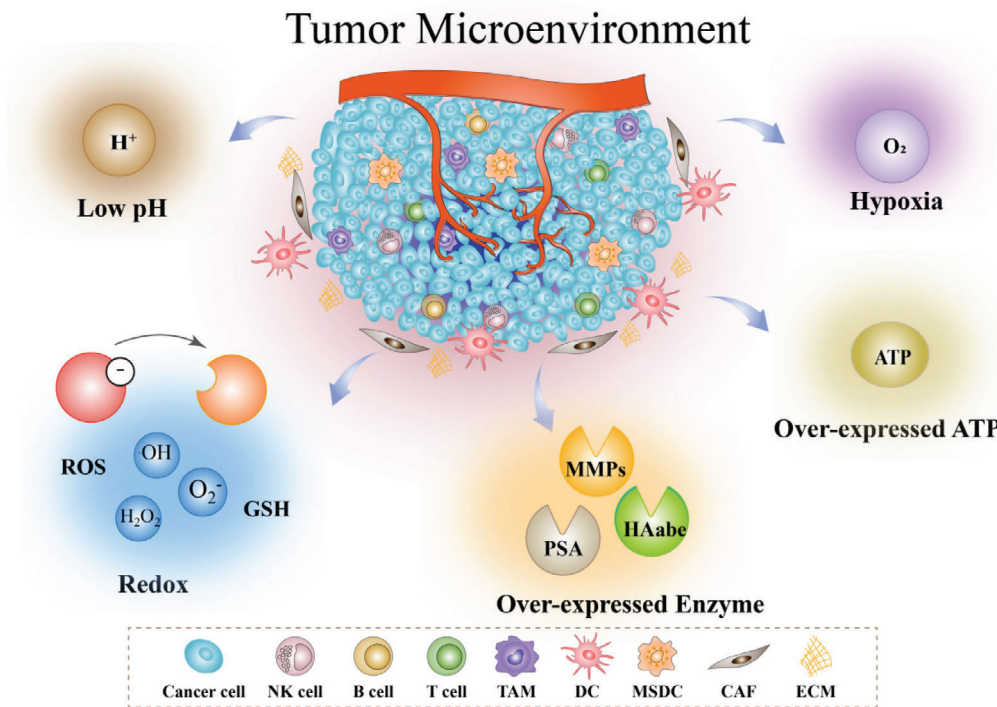 Tumor Microenvironment
H⁺
Low pH
O₂
Hypoxia
ATP
Over-expressed ATP
−
ROS
·OH
O₂⁻
H₂O₂
GSH
Redox
MMPs
HAabe
PSA
Over-expressed Enzyme
Cancer cell NK cell B cell T cell TAM DC MSDC CAF ECM